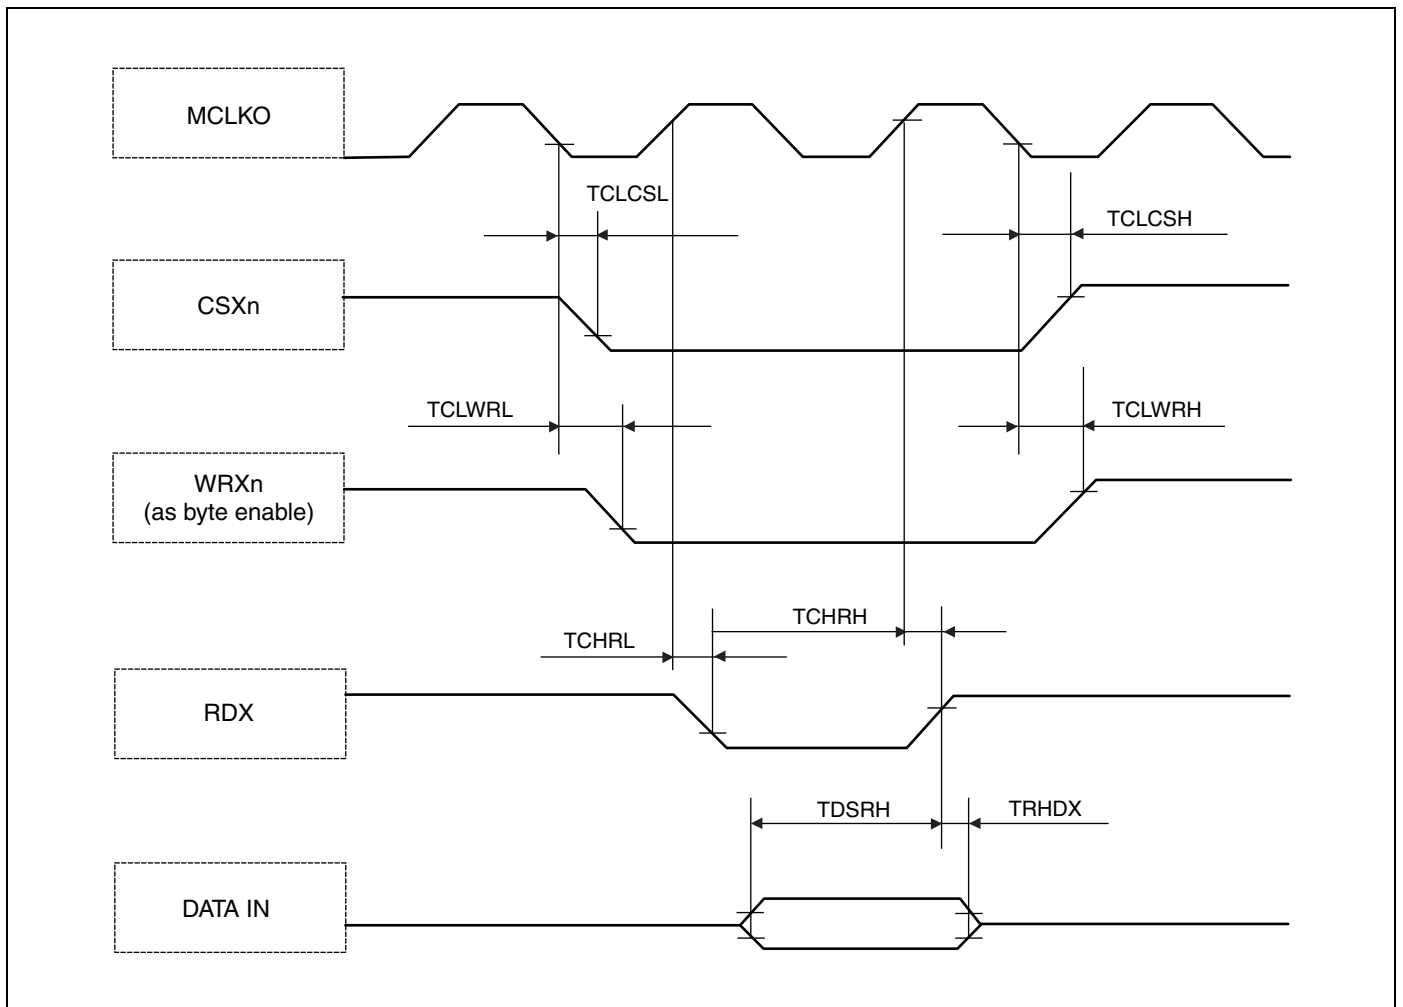 MCLKO
TCLCSL
TCLCSH
CSXn
TCLWRL
TCLWRH
WRXn
(as byte enable)
TCHRH
TCHRL
RDX
TDSRH
TRHDX
DATA IN